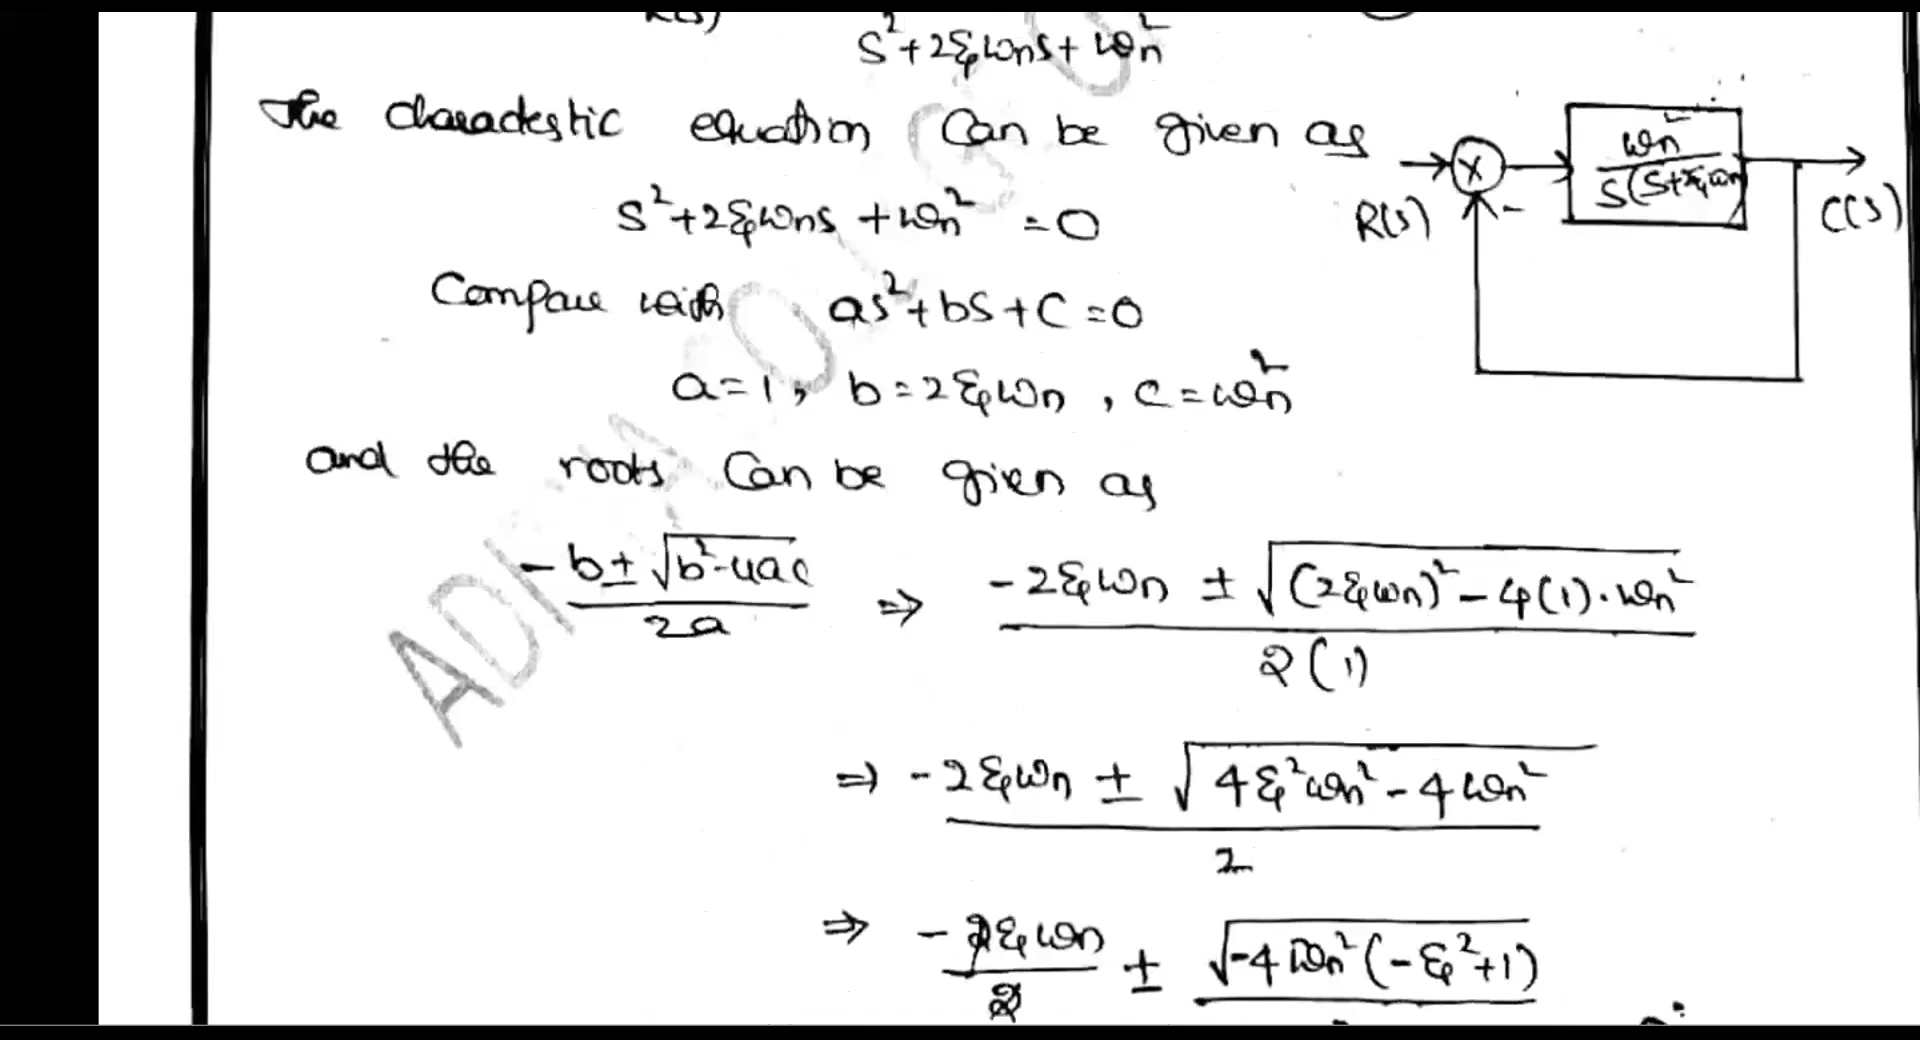 S²+2ξωns+ωn²
The charactestic equation Can be given as
S²+2ξωns+ωn² =0
Compare with as²+bs+c=0
a=1, b=2ξωn, c=ωn²
and the roots Can be given as
-b±√b²-4ac/2a ⇒ -2ξωn ± √(2ξωn)²-4(1).ωn²/2(1)
⇒ -2ξωn ± √4ξ²ωn²-4ωn²/2
⇒ -2ξωn/2 ± √-4ωn²(-ξ²+1)
ωn²/S(S+2ξωn)
R(S)
-
C(S)
ADITYA